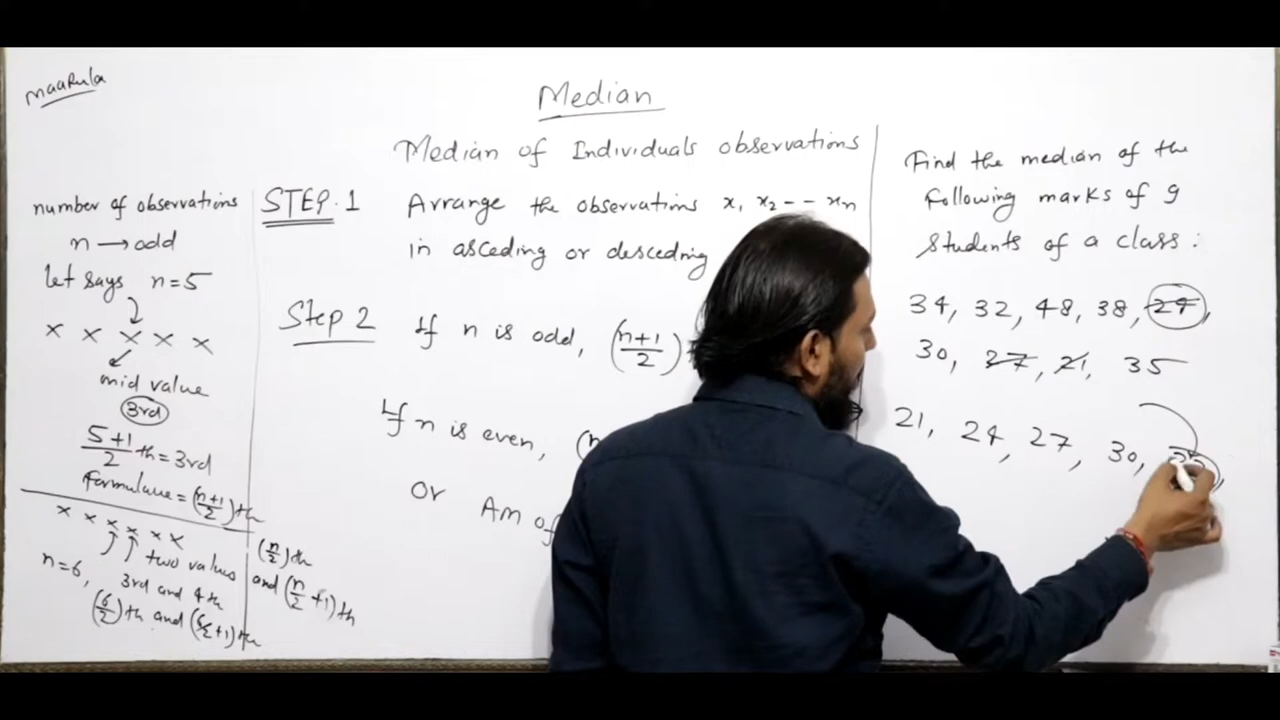 maaRula
Median
Median of Individuals observations
number of observations
n → odd
let says n=5
x x x x x
mid value
3rd
5+1/2 th = 3rd
Formulaue = (n+1/2)th
x x x x x x
two values
n=6, 3rd and 4th
(6/2)th and (6/2+1)th
(n/2)th
and (n/2+1)th
STEP.1 Arrange the observations x₁ x₂ -- xn
in asceding or desceding
Step 2 If n is odd, (n+1/2)
If n is even,
Or AM of
Find the median of the
following marks of 9
students of a class:
34, 32, 48, 38, 24,
30, 27, 21, 35
21, 24, 27, 30,